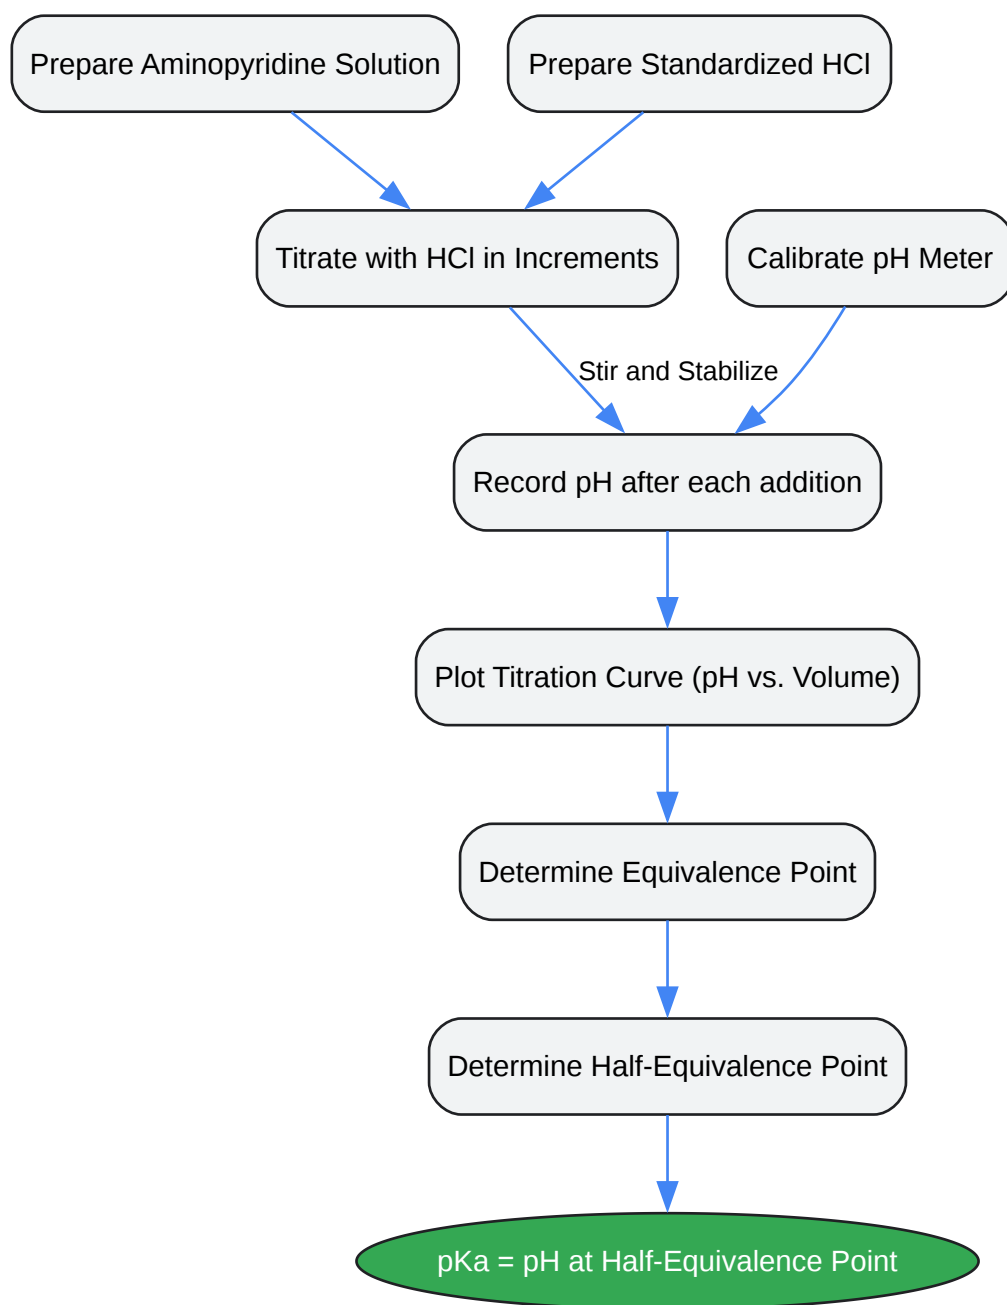 Prepare Aminopyridine Solution
Prepare Standardized HCl
Titrate with HCl in Increments
Calibrate pH Meter
Stir and Stabilize
Record pH after each addition
Plot Titration Curve (pH vs. Volume)
Determine Equivalence Point
Determine Half-Equivalence Point
pKa = pH at Half-Equivalence Point